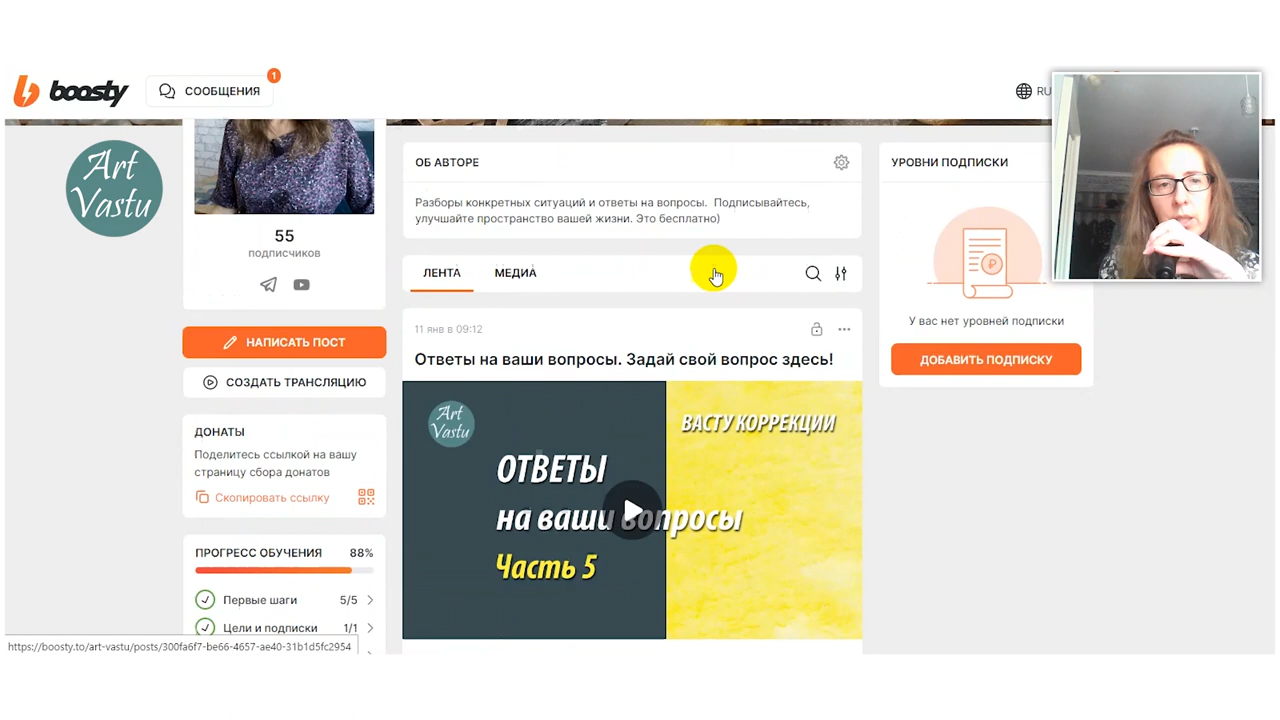 boosty
СООБЩЕНИЯ
1
RU
Art
Vastu
55
подписчиков
НАПИСАТЬ ПОСТ
СОЗДАТЬ ТРАНСЛЯЦИЮ
ДОНАТЫ
Поделитесь ссылкой на вашу
страницу сбора донатов
Скопировать ссылку
ПРОГРЕСС ОБУЧЕНИЯ 88%
Первые шаги 5/5
Цели и подписки 1/1
https://boosty.to/art-vastu/posts/300fa6f7-be66-4657-ae40-31b1d5fc2954
ОБ АВТОРЕ
Разборы конкретных ситуаций и ответы на вопросы. Подписывайтесь,
улучшайте пространство вашей жизни. Это бесплатно)
ЛЕНТА МЕДИА
11 янв в 09:12
Ответы на ваши вопросы. Задай свой вопрос здесь!
Art
Vastu
ВАСТУ КОРРЕКЦИИ
ОТВЕТЫ
на ваши вопросы
Часть 5
УРОВНИ ПОДПИСКИ
У вас нет уровней подписки
ДОБАВИТЬ ПОДПИСКУ